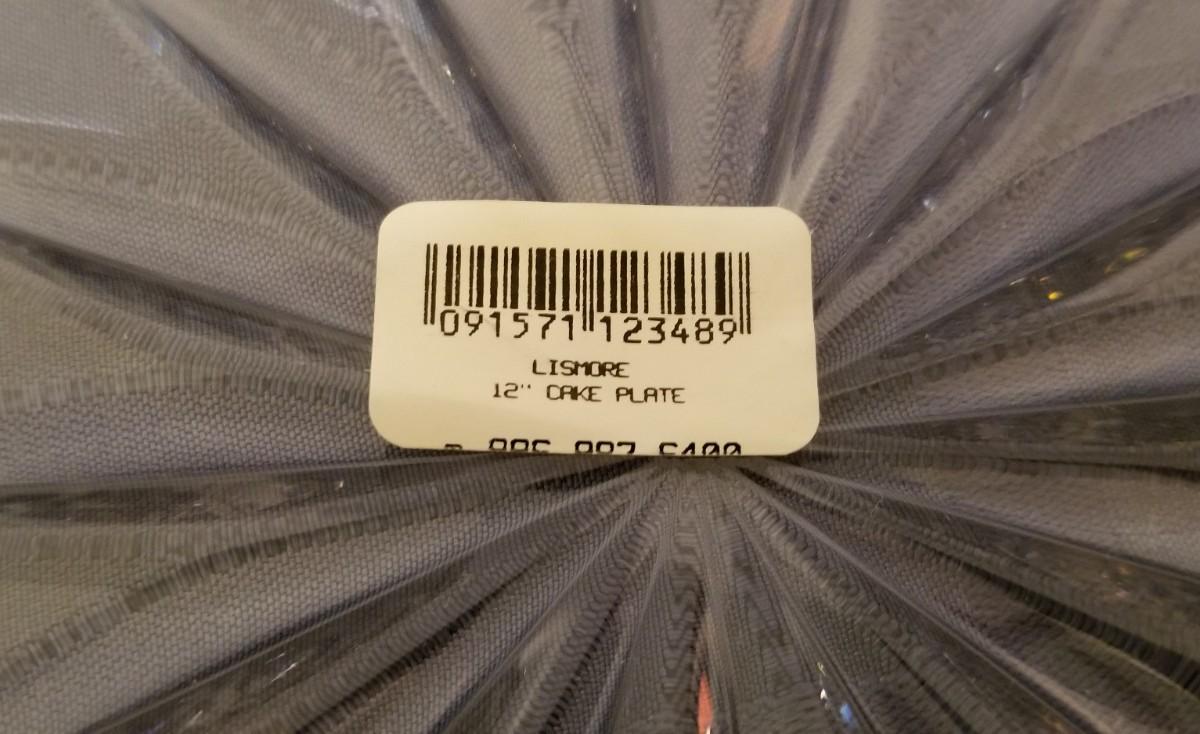 091571 123489
LISMORE
12" CAKE PLATE